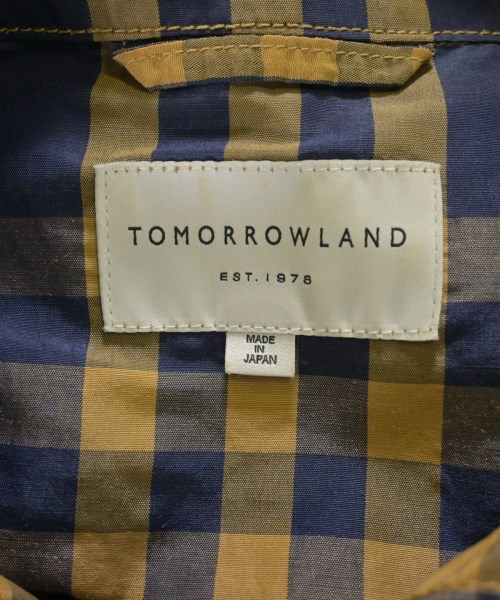 TOMORROWLAND
EST. 1978
MADE
IN
JAPAN